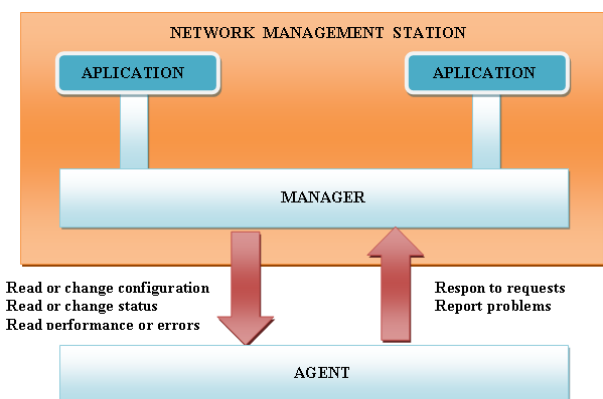 NETWORK MANAGEMENT STATION
APLICATION
APLICATION
MANAGER
Read or change configuration
Read or change status
Read performance or errors
Respon to requests
Report problems
AGENT